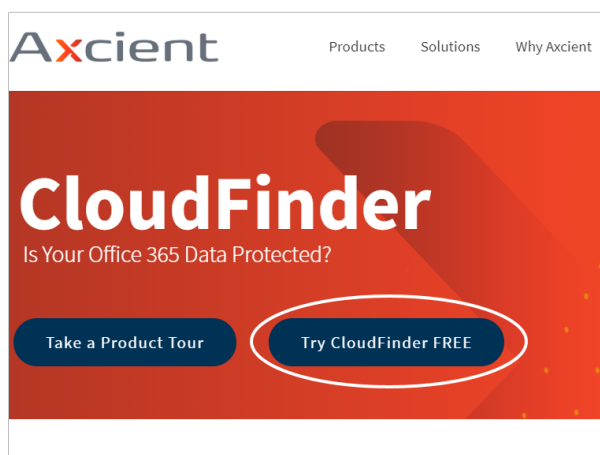 Axcient
Products Solutions Why Axcient
CloudFinder
Is Your Office 365 Data Protected?
Take a Product Tour Try CloudFinder FREE